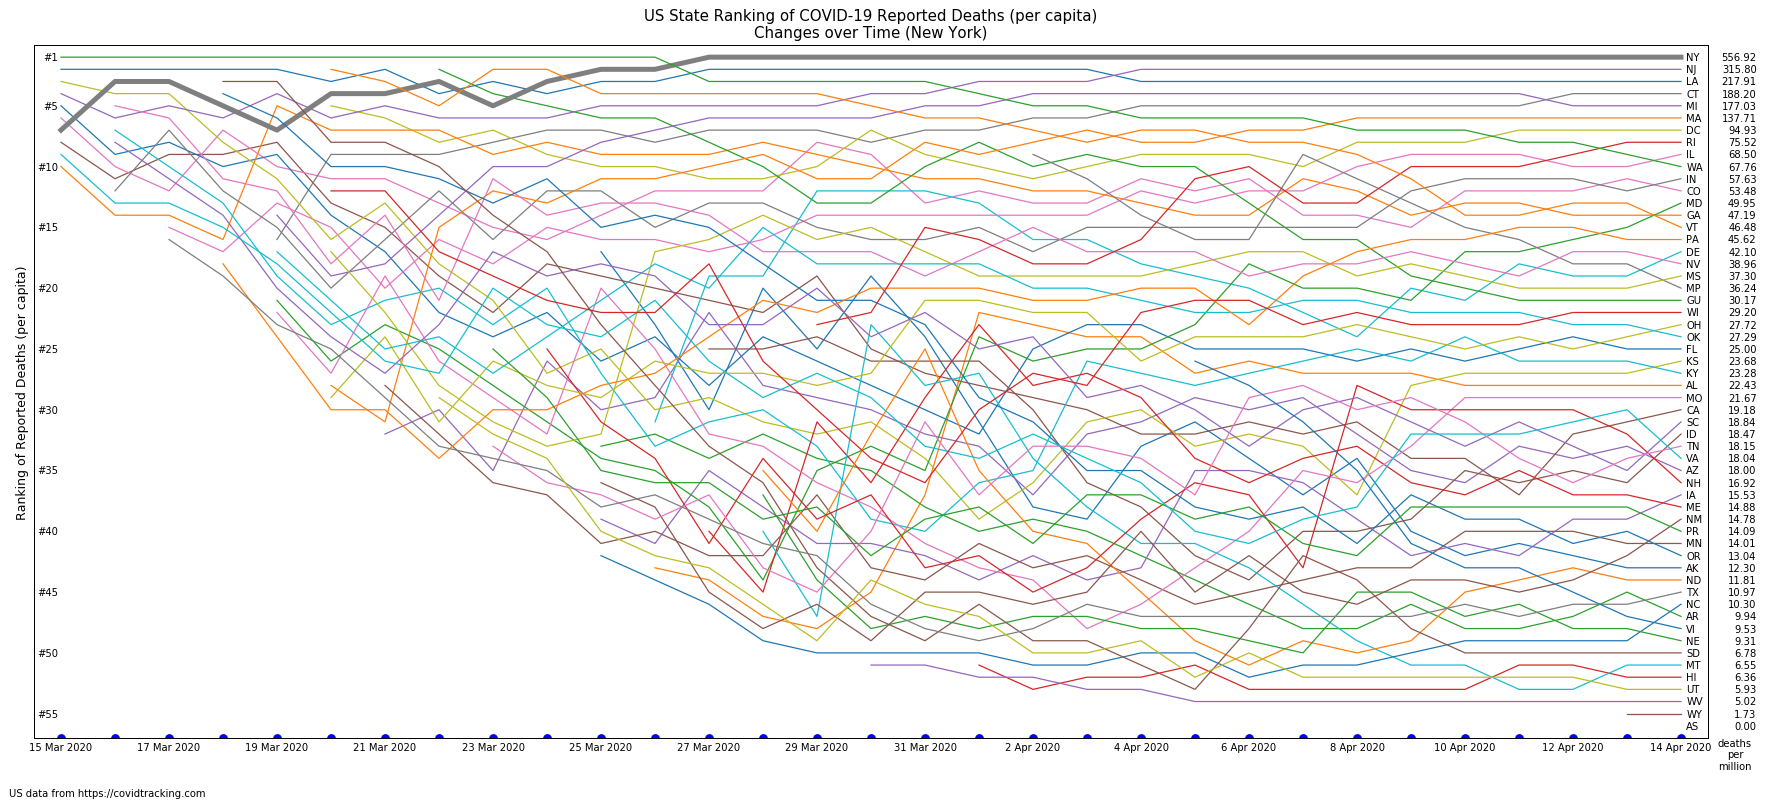 US State Ranking of COVID-19 Reported Deaths (per capita)
Changes over Time (New York)
Ranking of Reported Deaths (per capita)
#1
#5
#10
#15
#20
#25
#30
#35
#40
#45
#50
#55
NY 556.92
NJ 315.80
LA 217.91
CT 188.20
MI 177.03
MA 137.71
DC 94.93
RI 75.52
IL 68.50
WA 67.76
IN 57.63
CO 53.48
MD 49.95
GA 47.19
VT 46.48
PA 45.62
DE 42.10
NV 38.96
MS 37.30
MP 36.24
GU 30.17
WI 29.20
OH 27.72
OK 27.29
FL 25.00
KS 23.68
KY 23.28
AL 22.43
MO 21.67
CA 19.18
SC 18.84
ID 18.47
TN 18.15
VA 18.04
AZ 18.00
NH 16.92
IA 15.53
ME 14.88
NM 14.78
PR 14.09
MN 14.01
OR 13.04
AK 12.30
ND 11.81
TX 10.97
NC 10.30
AR 9.94
VI 9.53
NE 9.31
SD 6.78
MT 6.55
HI 6.36
UT 5.93
WV 5.02
WY 1.73
AS 0.00
15 Mar 2020 17 Mar 2020 19 Mar 2020 21 Mar 2020 23 Mar 2020 25 Mar 2020 27 Mar 2020 29 Mar 2020 31 Mar 2020 2 Apr 2020 4 Apr 2020 6 Apr 2020 8 Apr 2020 10 Apr 2020 12 Apr 2020 14 Apr 2020
deaths
per
million
US data from https://covidtracking.com